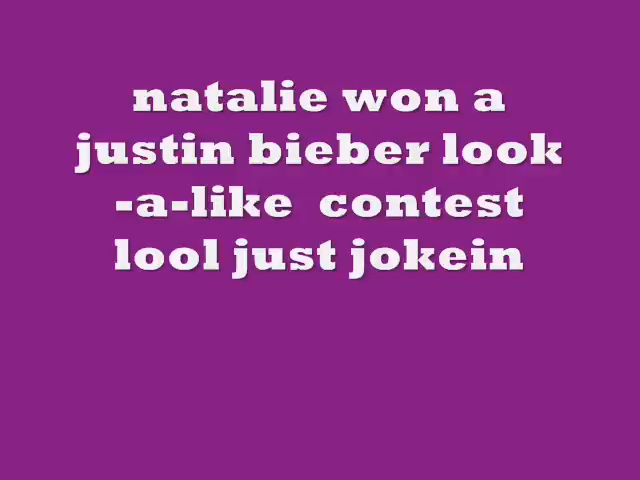 natalie won a
justin bieber look
-a-like  contest
lool just jokein